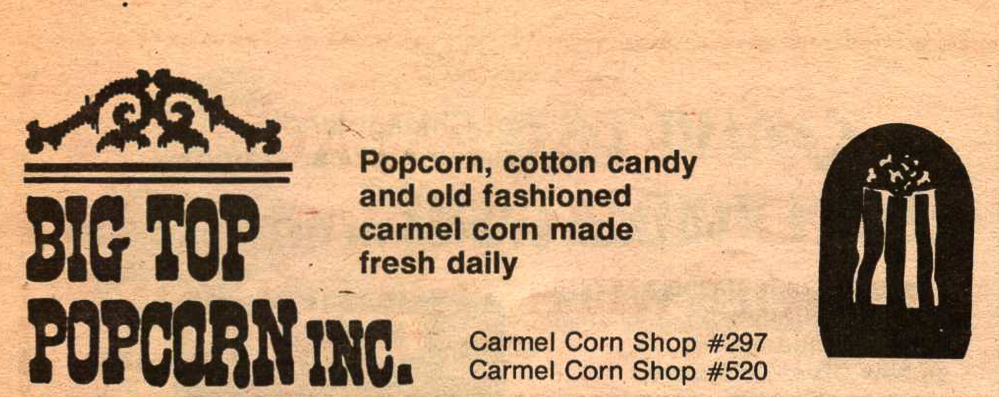 BIG TOP
POPCORN INC.
Popcorn, cotton candy
and old fashioned
carmel corn made
fresh daily
Carmel Corn Shop #297
Carmel Corn Shop #520